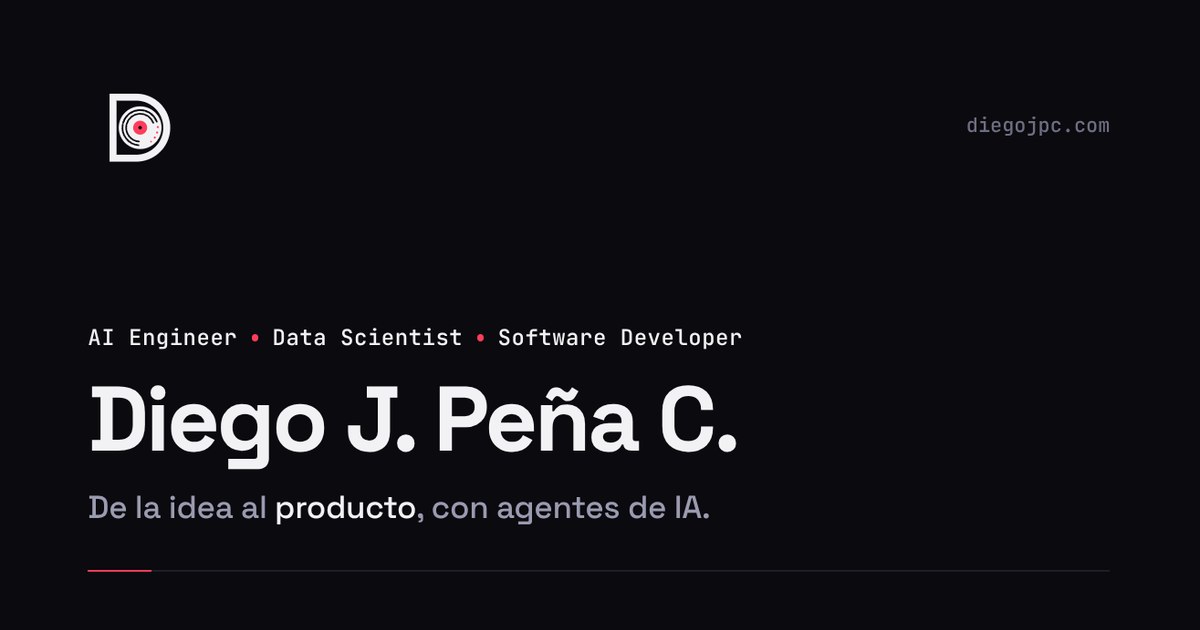 diegojpc.com
AI Engineer • Data Scientist • Software Developer
Diego J. Peña C.
De la idea al producto, con agentes de IA.